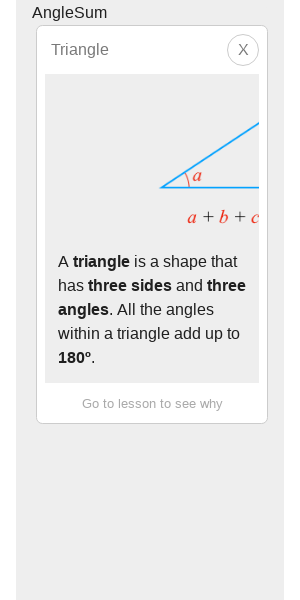 AngleSum
Triangle
X
a
a + b + c
A triangle is a shape that
has three sides and three
angles. All the angles
within a triangle add up to
180º.
Go to lesson to see why